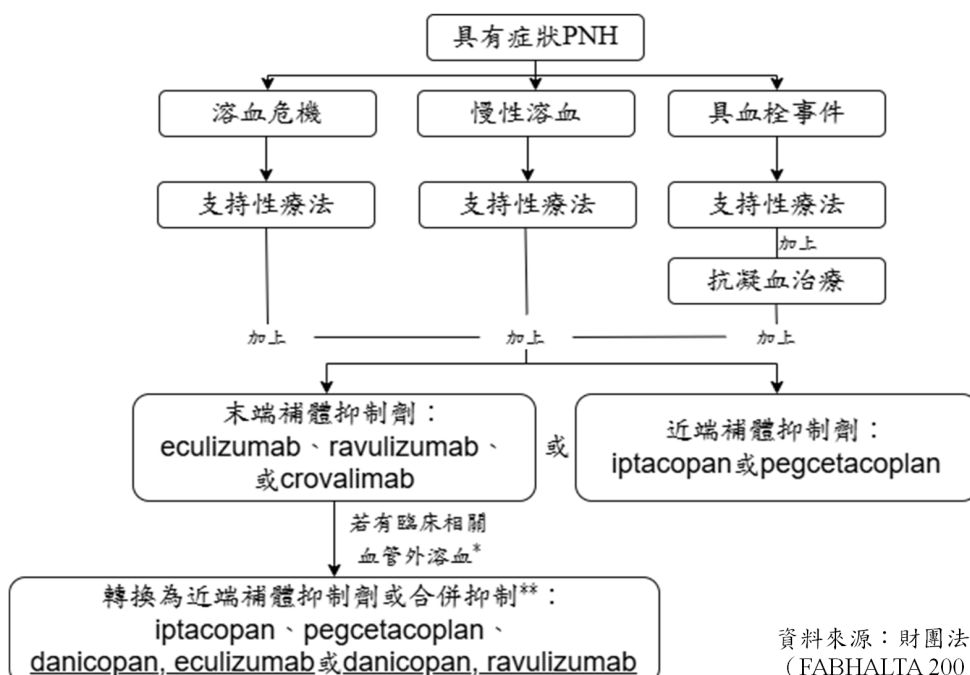 具有症狀PNH
溶血危機
慢性溶血
具血栓事件
支持性療法
支持性療法
支持性療法
加上
抗凝血治療
加上
加上
加上
末端補體抑制劑：
eculizumab、ravulizumab、
或crovalimab
或
近端補體抑制劑：
iptacopan或pegcetacoplan
若有臨床相關
血管外溶血*
轉換為近端補體抑制劑或合併抑制**：
iptacopan、pegcetacoplan、
danicopan, eculizumab或danicopan, ravulizumab
資料來源：財團法
（FABHALTA 200